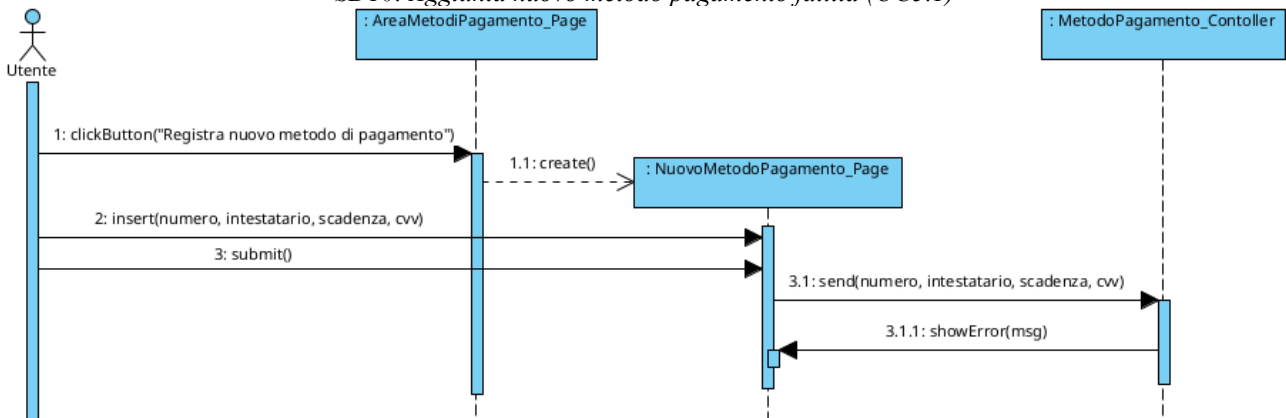 : AreaMetodiPagamento_Page
: MetodoPagamento_Contoller
Utente
1: clickButton("Registra nuovo metodo di pagamento")
1.1: create()
: NuovoMetodoPagamento_Page
2: insert(numero, intestatario, scadenza, cvv)
3: submit()
3.1: send(numero, intestatario, scadenza, cvv)
3.1.1: showError(msg)